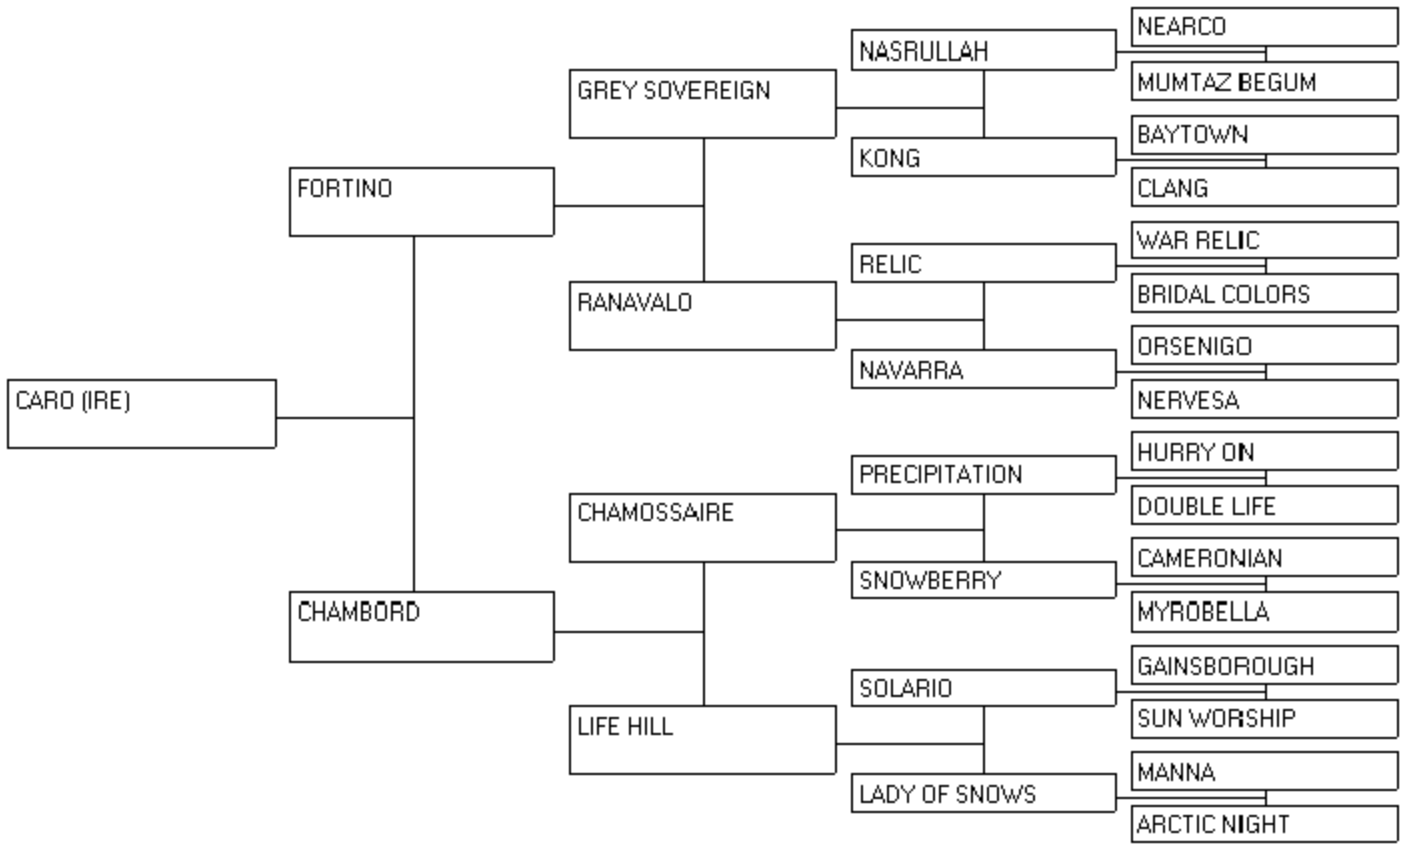 NEARCO
NASRULLAH
MUMTAZ BEGUM
GREY SOVEREIGN
BAYTOWN
KONG
CLANG
FORTINO
WAR RELIC
RELIC
BRIDAL COLORS
RANAVALO
ORSENIGO
NAVARRA
NERVESA
CARO (IRE)
HURRY ON
PRECIPITATION
DOUBLE LIFE
CHAMOSSAIRE
CAMERONIAN
SNOWBERRY
MYROBELLA
CHAMBORD
GAINSBOROUGH
SOLARIO
SUN WORSHIP
LIFE HILL
MANNA
LADY OF SNOWS
ARCTIC NIGHT